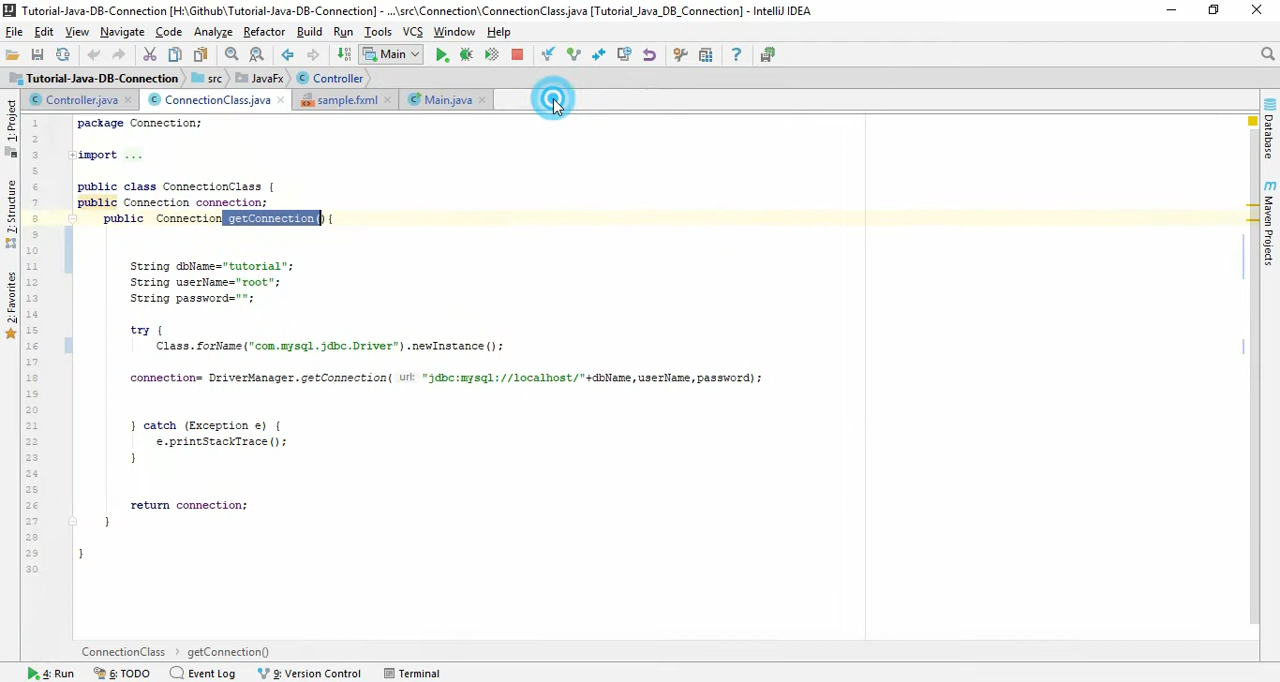 Tutorial-Java-DB-Connection [H:\Github\Tutorial-Java-DB-Connection] - ...\src\Connection\ConnectionClass.java [Tutorial_Java_DB_Connection] - IntelliJ IDEA
File Edit View Navigate Code Analyze Refactor Build Run Tools VCS Window Help
Main
Tutorial-Java-DB-Connection src JavaFx Controller
Controller.java ConnectionClass.java sample.fxml Main.java
1: Project
7: Structure
2: Favorites
Database
Maven Projects
1 package Connection;
2
3 import ...
5
6 public class ConnectionClass {
7 public Connection connection;
8 public Connection getConnection(){
9
10
11 String dbName="tutorial";
12 String userName="root";
13 String password="";
14
15 try {
16 Class.forName("com.mysql.jdbc.Driver").newInstance();
17
18 connection= DriverManager.getConnection( url: "jdbc:mysql://localhost/"+dbName,userName,password);
19
20
21 } catch (Exception e) {
22 e.printStackTrace();
23 }
24
25
26 return connection;
27 }
28
29 }
30
ConnectionClass › getConnection()
4: Run 6: TODO Event Log 9: Version Control Terminal